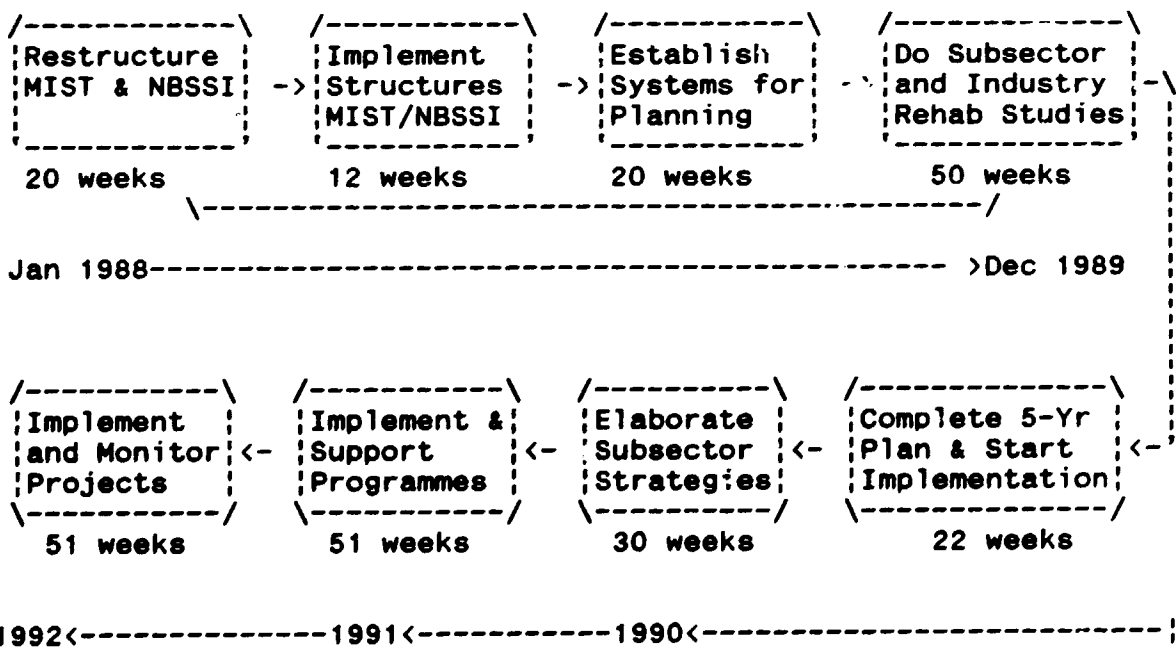 Restructure MIST & NBSSI
Implement Structures MIST/NBSSI
Establish Systems for Planning
Do Subsector and Industry Rehab Studies
20 weeks 12 weeks 20 weeks 50 weeks
Jan 1988 -> Dec 1989
Implement and Monitor Projects
Implement & Support Programmes
Elaborate Subsector Strategies
Complete 5-Yr Plan & Start Implementation
51 weeks 51 weeks 30 weeks 22 weeks
1992 <- 1991 <- 1990 <-